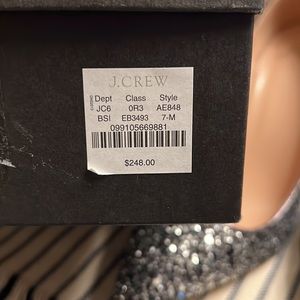 J.CREW
Dept Class Style
JC6 0R3 AE848
BSI EB3493 7-M
099105669881
$248.00